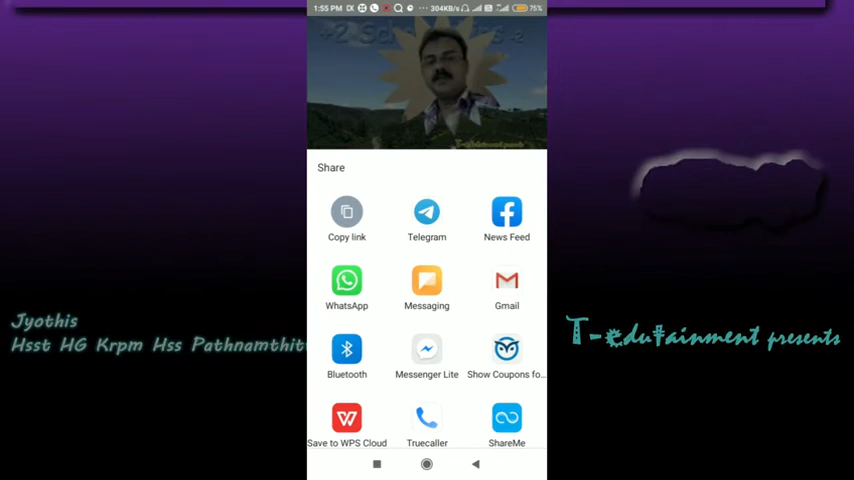 1:55 PM
304KB/s
75%
Share
Copy link
Telegram
News Feed
WhatsApp
Messaging
Gmail
Bluetooth
Messenger Lite
Show Coupons fo...
Save to WPS Cloud
Truecaller
ShareMe
Jyothis
Hsst HG Krpm Hss Pathnamthitt
T-edutainment presents